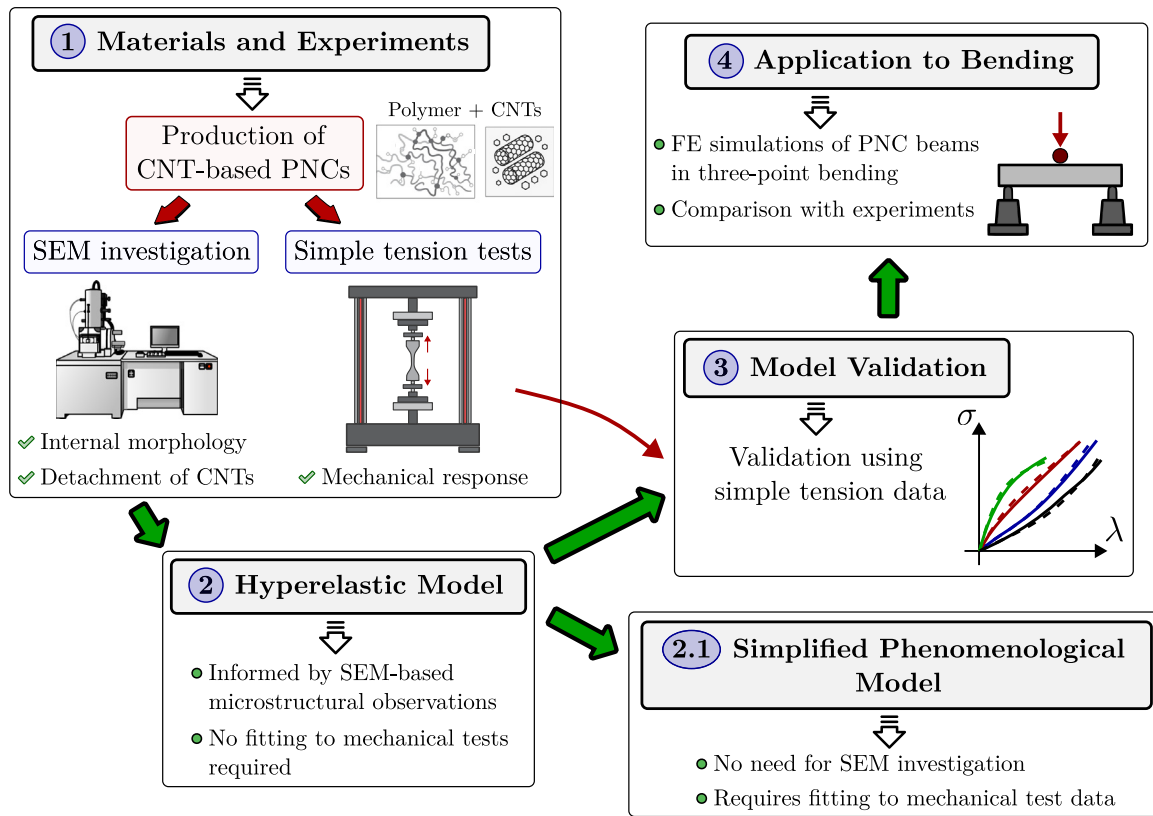 1 Materials and Experiments
Polymer + CNTs
Production of
CNT-based PNCs
SEM investigation
Simple tension tests
Internal morphology
Detachment of CNTs
Mechanical response
2 Hyperelastic Model
Informed by SEM-based
microstructural observations
No fitting to mechanical tests
required
2.1 Simplified Phenomenological
Model
No need for SEM investigation
Requires fitting to mechanical test data
3 Model Validation
Validation using
simple tension data
σ
λ
4 Application to Bending
FE simulations of PNC beams
in three-point bending
Comparison with experiments